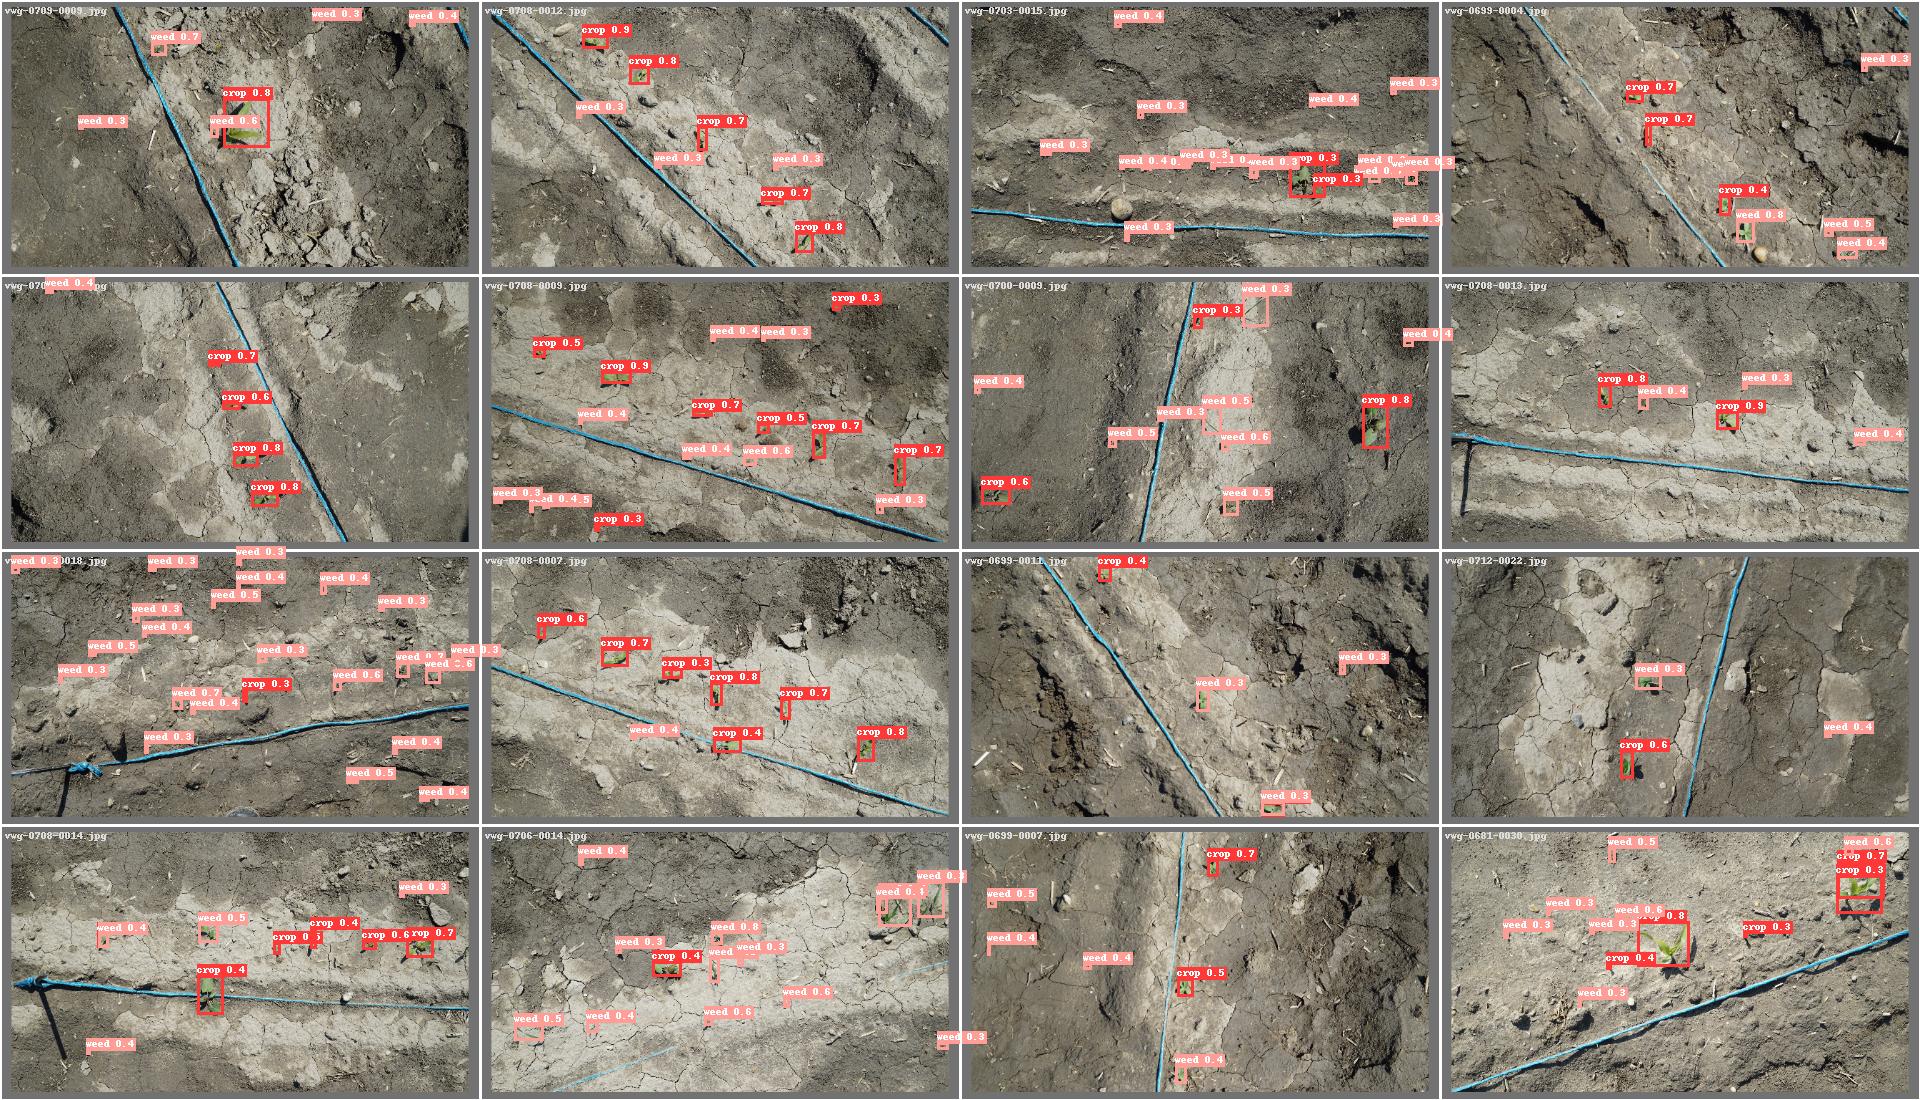 vwg-0709-0009.jpg
weed 0.3
weed 0.4
weed 0.7
crop 0.8
weed 0.3
weed 0.6
vwg-0708-0012.jpg
crop 0.9
crop 0.8
weed 0.3
crop 0.7
weed 0.3
weed 0.3
crop 0.7
crop 0.8
vwg-0703-0015.jpg
weed 0.4
weed 0.3
weed 0.4
weed 0.3
weed 0.3
weed 0.4
weed 0.3
weed 0.3
crop 0.3
weed 0.3
weed 0.3
weed 0.3
vwg-0699-0004.jpg
weed 0.3
crop 0.7
crop 0.7
crop 0.4
weed 0.8
weed 0.5
weed 0.4
weed 0.4
crop 0.7
crop 0.6
crop 0.8
crop 0.8
vwg-0708-0009.jpg
crop 0.3
weed 0.4
weed 0.3
crop 0.5
crop 0.9
crop 0.7
weed 0.4
crop 0.5
crop 0.7
weed 0.4
weed 0.6
crop 0.7
weed 0.3
weed 0.3
crop 0.3
vwg-0700-0009.jpg
weed 0.3
crop 0.3
weed 0.4
weed 0.4
weed 0.5
crop 0.8
weed 0.3
weed 0.5
weed 0.6
crop 0.6
weed 0.5
vwg-0708-0013.jpg
crop 0.8
weed 0.3
weed 0.4
crop 0.9
weed 0.4
weed 0.3
weed 0.3
weed 0.3
weed 0.4
weed 0.4
weed 0.5
weed 0.3
weed 0.3
weed 0.4
weed 0.5
weed 0.3
weed 0.3
weed 0.3
weed 0.6
weed 0.6
crop 0.3
weed 0.7
weed 0.4
weed 0.3
weed 0.4
weed 0.5
weed 0.4
vwg-0708-0007.jpg
crop 0.6
crop 0.7
crop 0.3
crop 0.8
crop 0.7
weed 0.4
crop 0.4
crop 0.8
vwg-0699-0011.jpg
crop 0.4
weed 0.3
weed 0.3
weed 0.3
vwg-0712-0022.jpg
weed 0.3
weed 0.4
crop 0.6
vwg-0708-0014.jpg
weed 0.3
weed 0.5
weed 0.4
crop 0.4
crop 0.6
crop 0.4
weed 0.4
vwg-0706-0014.jpg
weed 0.4
weed 0.3
weed 0.8
weed 0.3
weed 0.3
crop 0.4
weed 0.6
weed 0.6
weed 0.5
weed 0.4
weed 0.3
vwg-0699-0007.jpg
crop 0.7
weed 0.5
weed 0.4
weed 0.4
crop 0.5
weed 0.4
vwg-0681-0030.jpg
weed 0.5
weed 0.6
crop 0.7
crop 0.3
weed 0.3
weed 0.6
weed 0.3
weed 0.3
crop 0.3
crop 0.4
weed 0.3